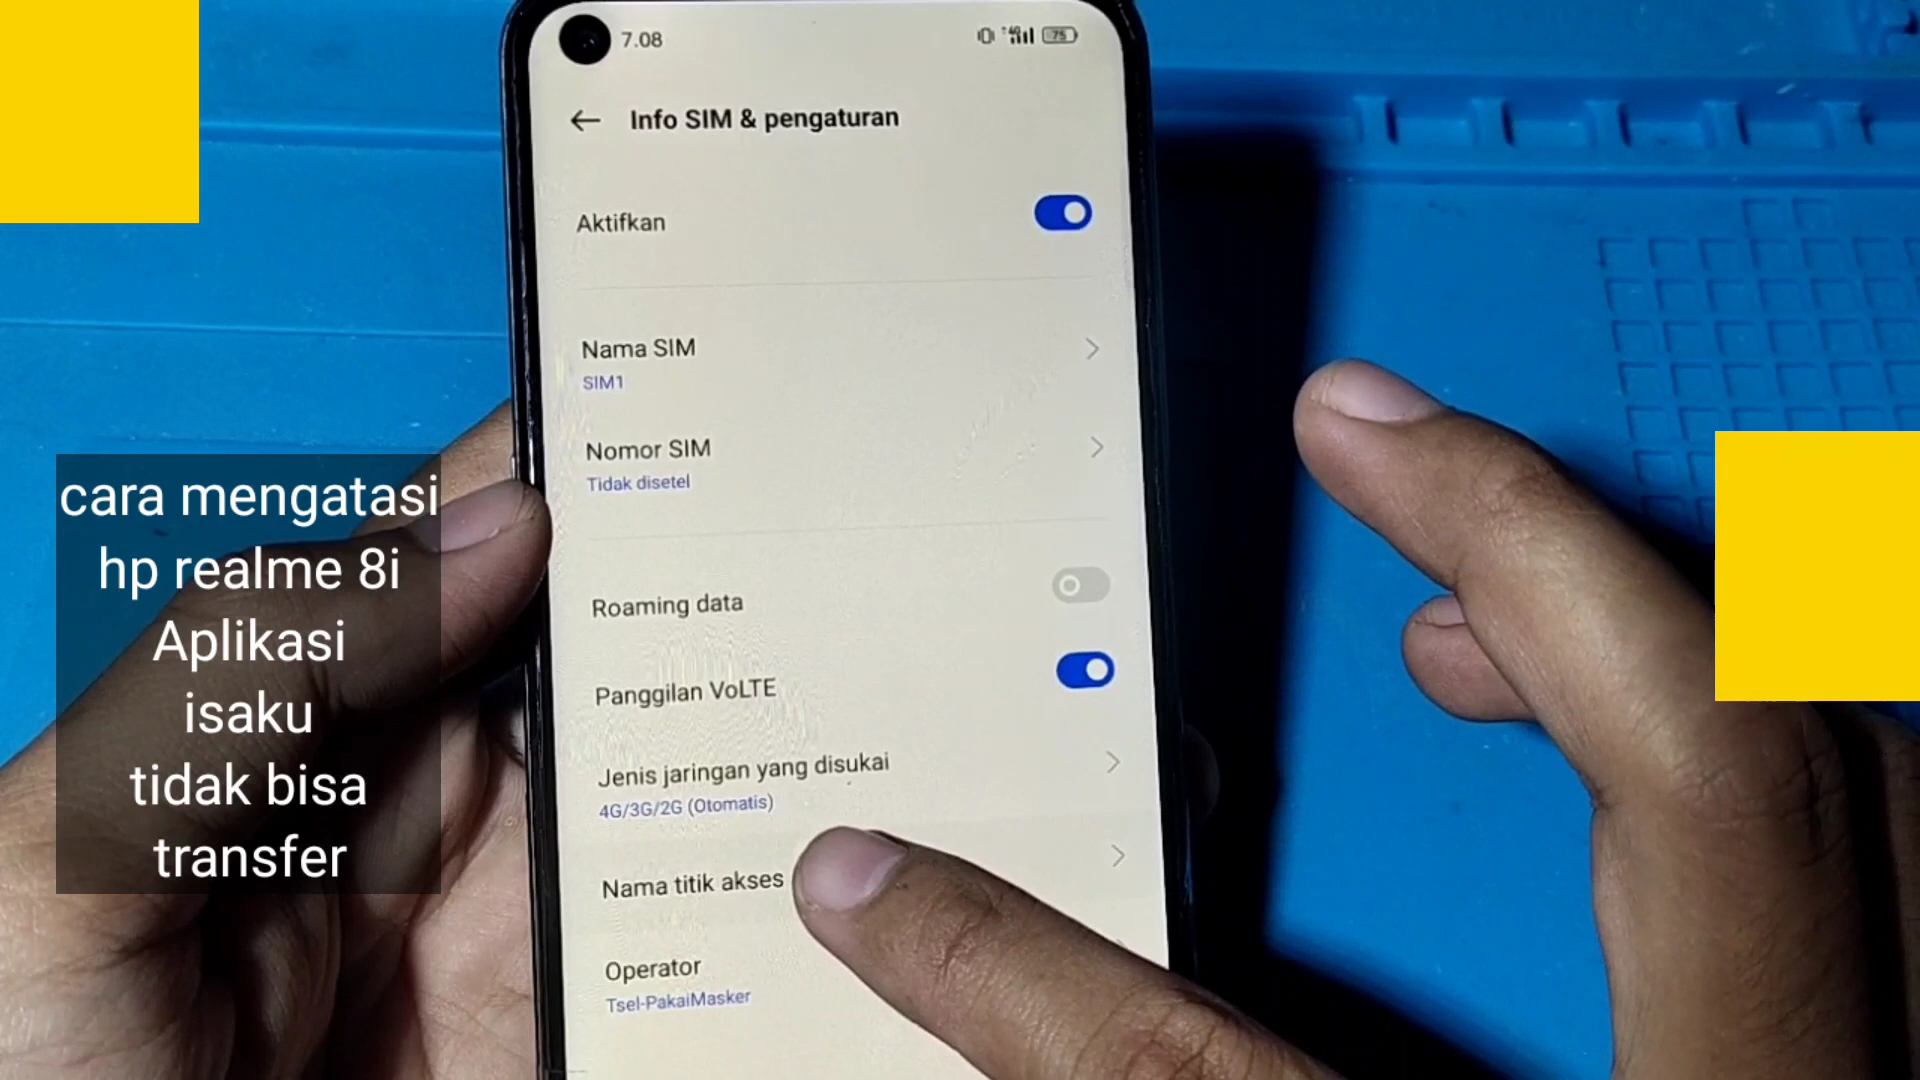 7.08
75
Info SIM & pengaturan
Aktifkan
Nama SIM
SIM1
Nomor SIM
Tidak disetel
Roaming data
Panggilan VoLTE
Jenis jaringan yang disukai
4G/3G/2G (Otomatis)
Nama titik akses
Operator
Tsel-PakaiMasker
cara mengatasi
hp realme 8i
Aplikasi
isaku
tidak bisa
transfer